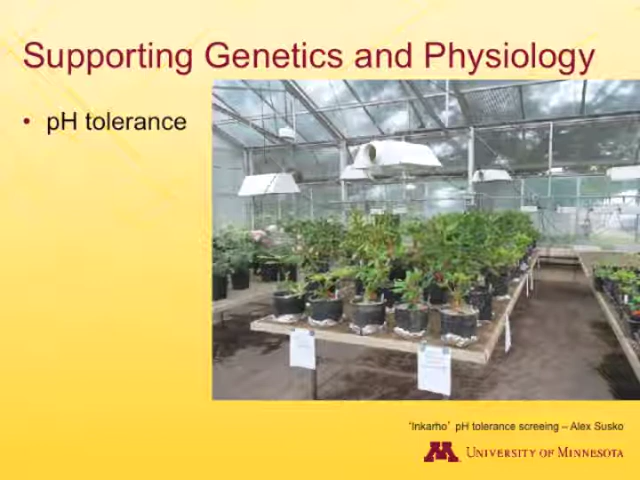 Supporting Genetics and Physiology
• pH tolerance
'Inkarho' pH tolerance screeing – Alex Susko
M UNIVERSITY OF MINNESOTA